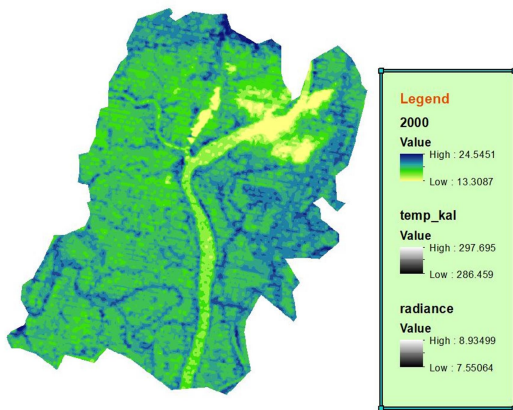 Legend
2000
Value
High : 24.5451
Low : 13.3087
temp_kal
Value
High : 297.695
Low : 286.459
radiance
Value
High : 8.93499
Low : 7.55064